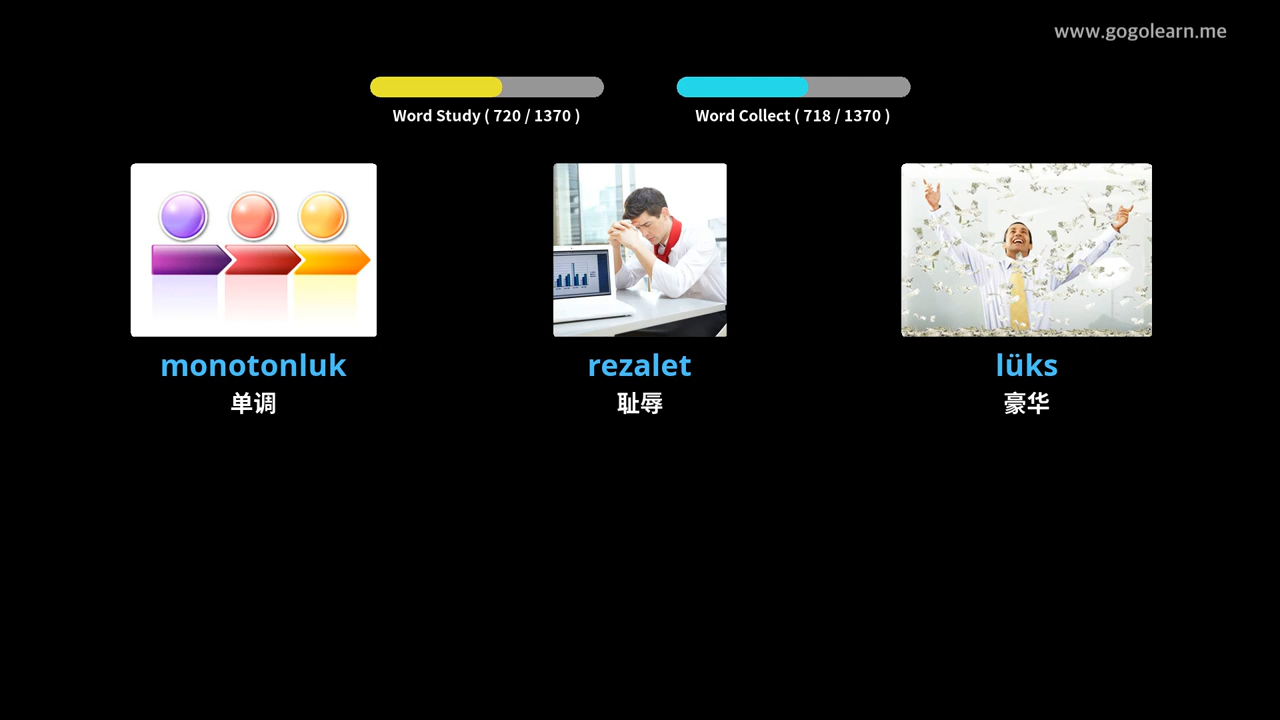 www.gogolearn.me
Word Study ( 720 / 1370 )
Word Collect ( 718 / 1370 )
monotonluk
单调
rezalet
耻辱
lüks
豪华